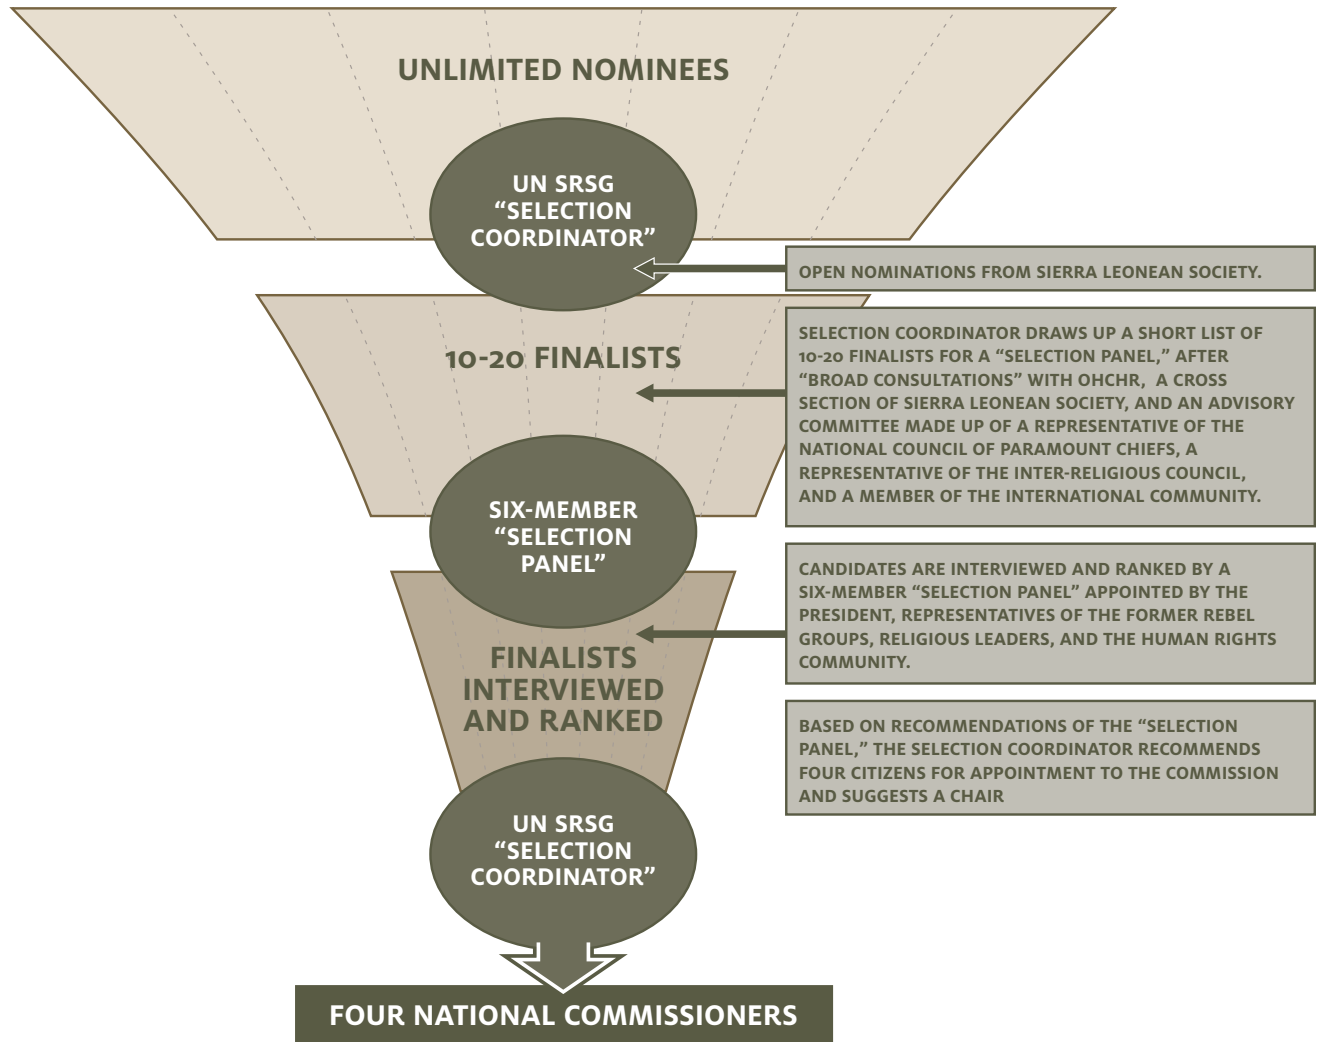 UNLIMITED NOMINEES
UN SRSG
“SELECTION
COORDINATOR”
OPEN NOMINATIONS FROM SIERRA LEONEAN SOCIETY.
10-20 FINALISTS
SELECTION COORDINATOR DRAWS UP A SHORT LIST OF
10-20 FINALISTS FOR A “SELECTION PANEL,” AFTER
“BROAD CONSULTATIONS” WITH OHCHR, A CROSS
SECTION OF SIERRA LEONEAN SOCIETY, AND AN ADVISORY
COMMITTEE MADE UP OF A REPRESENTATIVE OF THE
NATIONAL COUNCIL OF PARAMOUNT CHIEFS, A
REPRESENTATIVE OF THE INTER-RELIGIOUS COUNCIL,
AND A MEMBER OF THE INTERNATIONAL COMMUNITY.
SIX-MEMBER
“SELECTION
PANEL”
CANDIDATES ARE INTERVIEWED AND RANKED BY A
SIX-MEMBER “SELECTION PANEL” APPOINTED BY THE
PRESIDENT, REPRESENTATIVES OF THE FORMER REBEL
GROUPS, RELIGIOUS LEADERS, AND THE HUMAN RIGHTS
COMMUNITY.
FINALISTS
INTERVIEWED
AND RANKED
BASED ON RECOMMENDATIONS OF THE “SELECTION
PANEL,” THE SELECTION COORDINATOR RECOMMENDS
FOUR CITIZENS FOR APPOINTMENT TO THE COMMISSION
AND SUGGESTS A CHAIR
UN SRSG
“SELECTION
COORDINATOR”
FOUR NATIONAL COMMISSIONERS